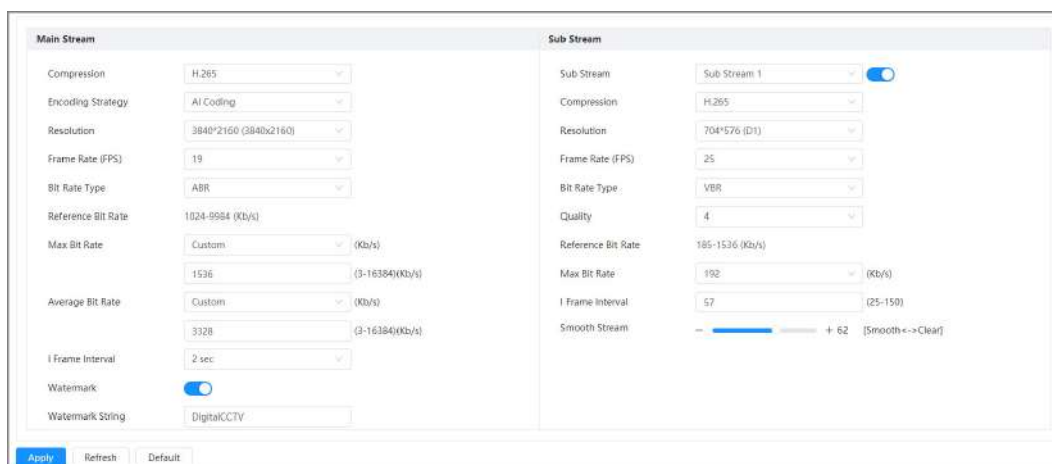 Main Stream
Compression H.265
Encoding Strategy AI Coding
Resolution 3840*2160 (3840x2160)
Frame Rate (FPS) 19
Bit Rate Type ABR
Reference Bit Rate 1024-9984 (Kb/s)
Max Bit Rate Custom (Kb/s)
1536 (3-16384)(Kb/s)
Average Bit Rate Custom (Kb/s)
3328 (3-16384)(Kb/s)
I Frame Interval 2 sec
Watermark
Watermark String DigitalCCTV
Sub Stream
Sub Stream Sub Stream 1
Compression H.265
Resolution 704*576 (D1)
Frame Rate (FPS) 25
Bit Rate Type VBR
Quality 4
Reference Bit Rate 185-1536 (Kb/s)
Max Bit Rate 192 (Kb/s)
I Frame Interval 57 (25-150)
Smooth Stream − + 62 [Smooth<->Clear]
Apply Refresh Default